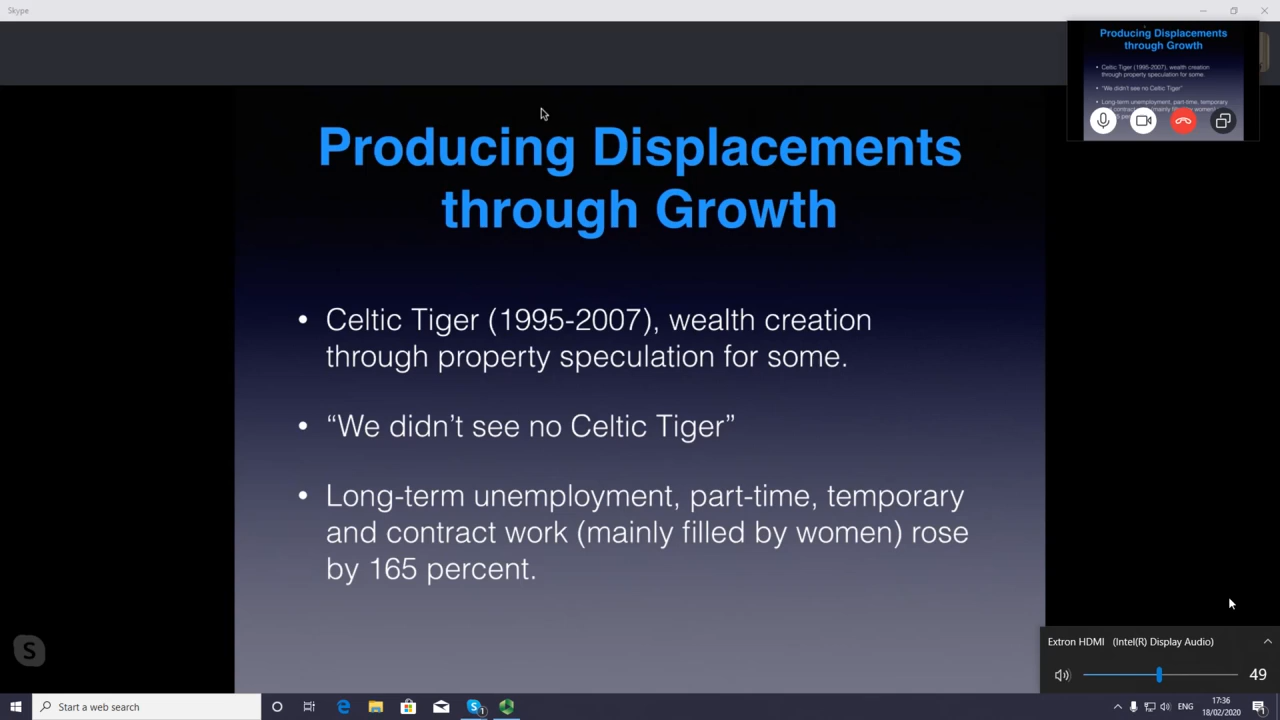 Skype
Producing Displacements
through Growth
• Celtic Tiger (1995-2007), wealth creation
through property speculation for some.
• "We didn't see no Celtic Tiger"
• Long-term unemployment, part-time, temporary
Producing Displacements
through Growth
• Celtic Tiger (1995-2007), wealth creation
through property speculation for some.
• “We didn’t see no Celtic Tiger”
• Long-term unemployment, part-time, temporary
and contract work (mainly filled by women) rose
by 165 percent.
S
Extron HDMI (Intel(R) Display Audio)
49
Start a web search
S 1
ENG
17:36
18/02/2020
1